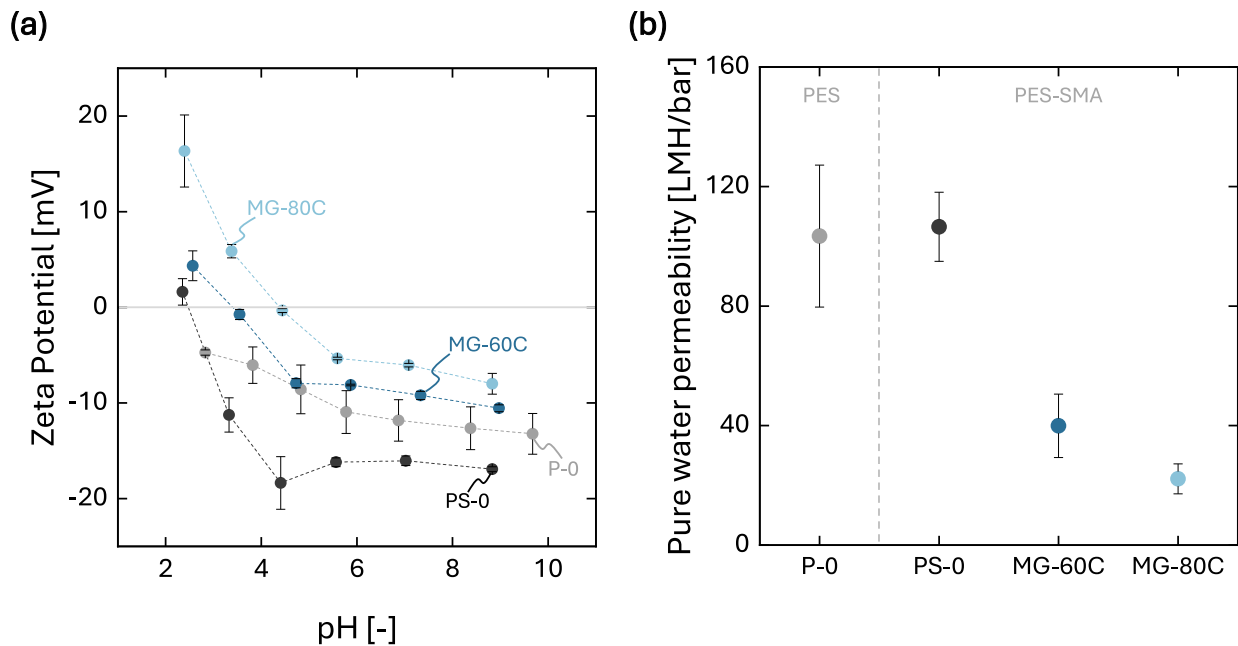 (a)
Zeta Potential [mV]
20
10
0
-10
-20
MG-80C
MG-60C
P-0
PS-0
2 4 6 8 10
pH [-]
(b)
Pure water permeability [LMH/bar]
160
120
80
40
0
PES PES-SMA
P-0 PS-0 MG-60C MG-80C